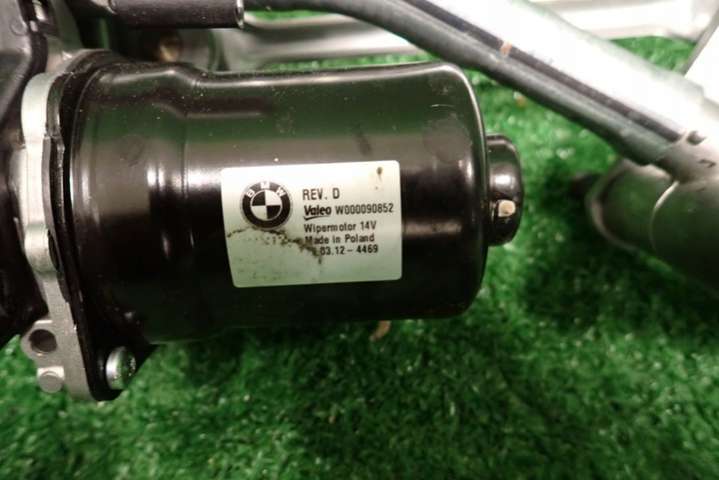 BMW
REV. D
Valeo W000090852
Wipermotor 14V
Made in Poland
03.12-4469